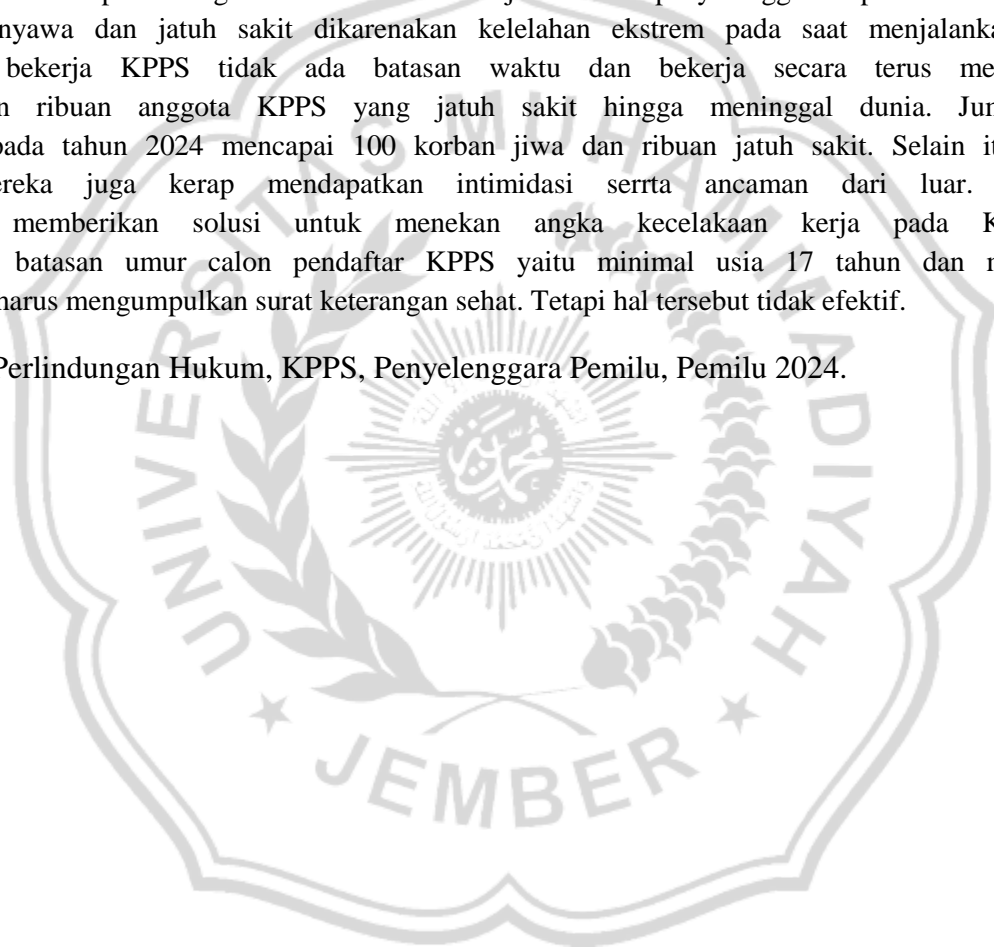 nyawa dan jatuh sakit dikarenakan kelelahan ekstrem pada saat menjalanka
bekerja KPPS tidak ada batasan waktu dan bekerja secara terus me
n ribuan anggota KPPS yang jatuh sakit hingga meninggal dunia. Jum
pada tahun 2024 mencapai 100 korban jiwa dan ribuan jatuh sakit. Selain it
ereka juga kerap mendapatkan intimidasi serrta ancaman dari luar.
memberikan solusi untuk menekan angka kecelakaan kerja pada K
batasan umur calon pendaftar KPPS yaitu minimal usia 17 tahun dan m
harus mengumpulkan surat keterangan sehat. Tetapi hal tersebut tidak efektif.
Perlindungan Hukum, KPPS, Penyelenggara Pemilu, Pemilu 2024.
UNIVERSITAS MUHAMMADIYAH
JEMBER